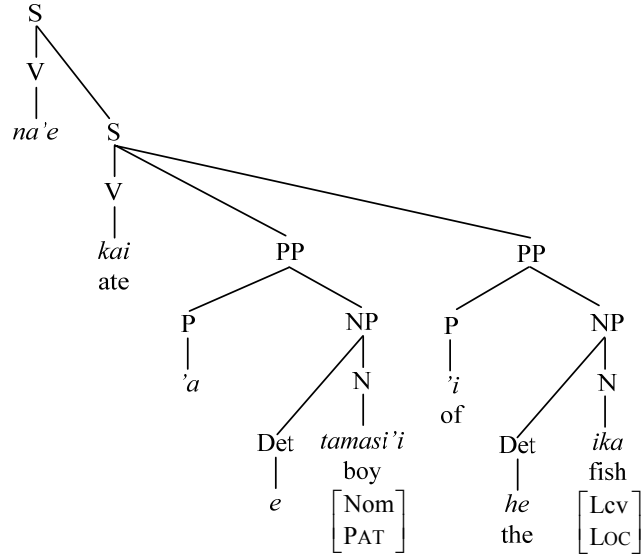 S
V
na'e
S
V
kai
ate
PP
PP
P
NP
P
NP
'a
N
'i
of
N
Det
tamasi'i
boy
Det
ika
fish
e
[Nom
PAT]
he
the
[Lcv
LOC]